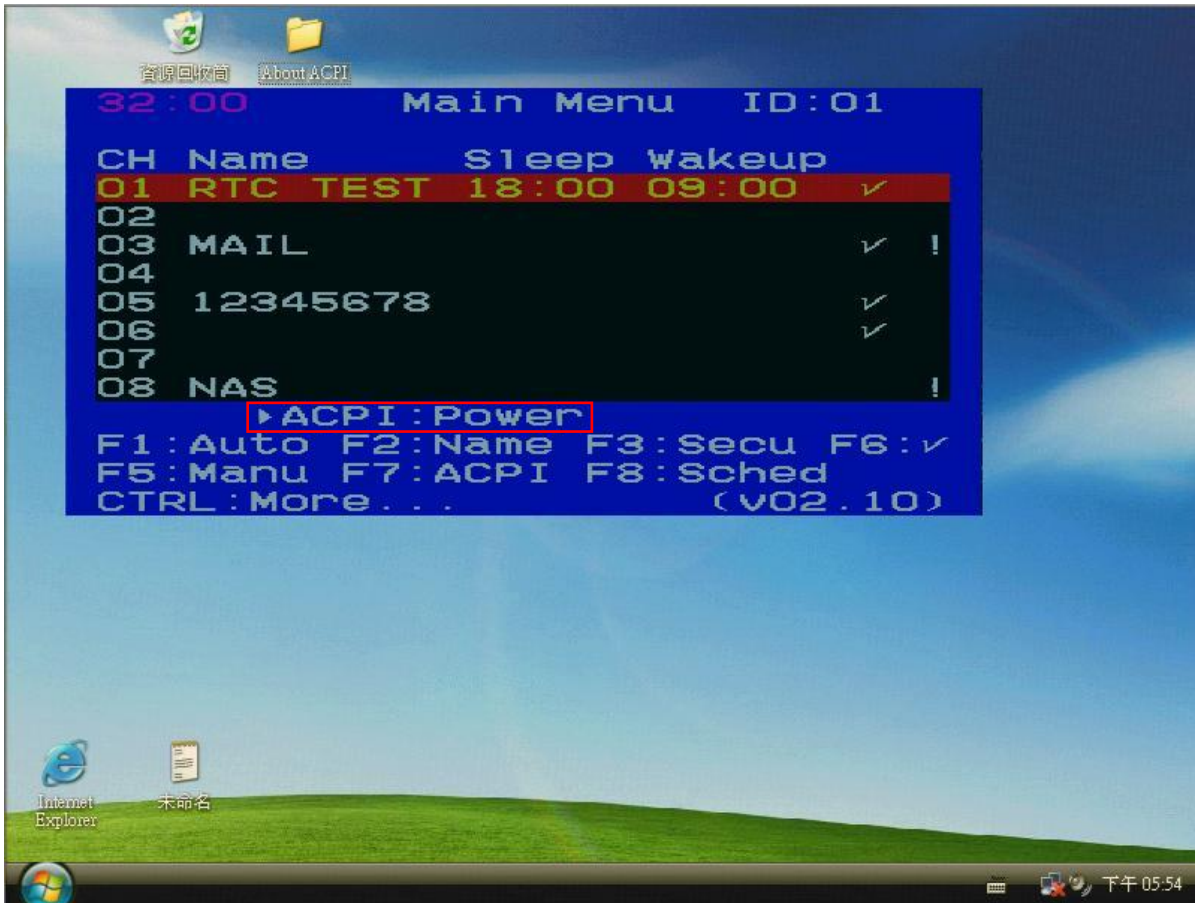 資源回收筒 About ACPI
32:00 Main Menu ID:01
CH Name Sleep Wakeup
01 RTC TEST 18:00 09:00 ✓
02
03 MAIL ✓ !
04
05 12345678 ✓
06 ✓
07
08 NAS !
▶ACPI:Power
F1:Auto F2:Name F3:Secu F6:✓
F5:Manu F7:ACPI F8:Sched
CTRL:More... (V02.10)
Internet Explorer
未命名
下午 05:54